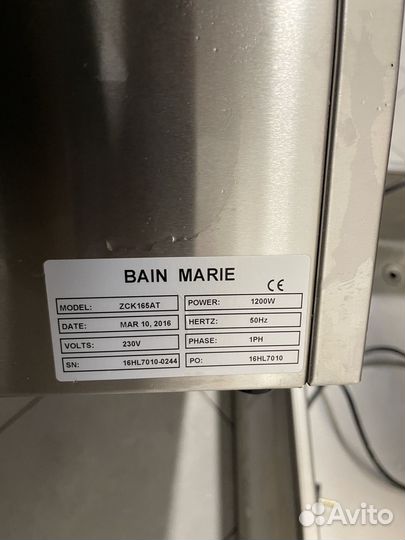 BAIN MARIE
CE
MODEL: ZCK165AT POWER: 1200W
DATE: MAR 10, 2016 HERTZ: 50Hz
VOLTS: 230V PHASE: 1PH
SN: 16HL7010-0244 PO: 16HL7010
Avito